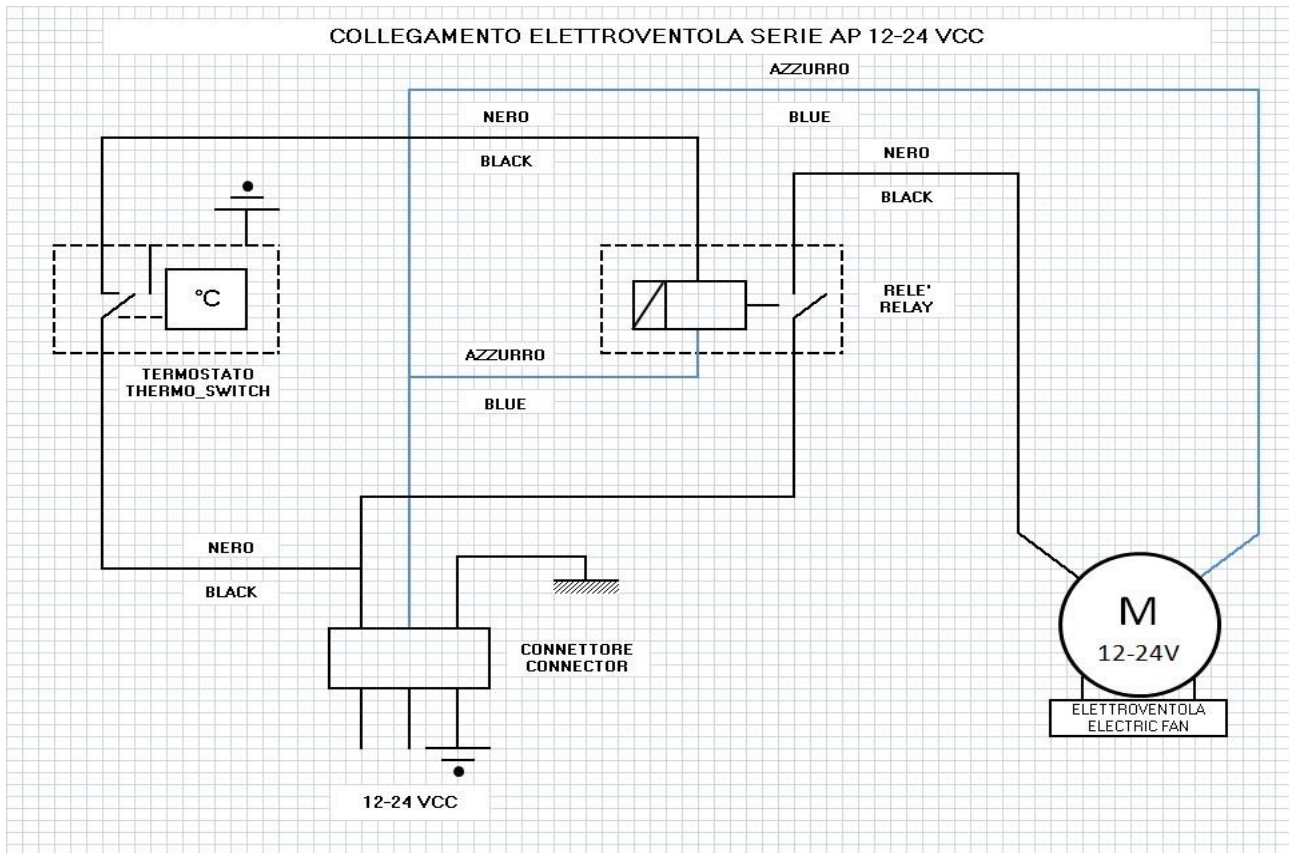 COLLEGAMENTO ELETTROVENTOLA SERIE AP 12-24 VCC
AZZURRO
BLUE
NERO
BLACK
NERO
BLACK
°C
RELE'
RELAY
TERMOSTATO
THERMO_SWITCH
AZZURRO
BLUE
NERO
BLACK
CONNETTORE
CONNECTOR
M
12-24V
ELETTROVENTOLA
ELECTRIC FAN
12-24 VCC